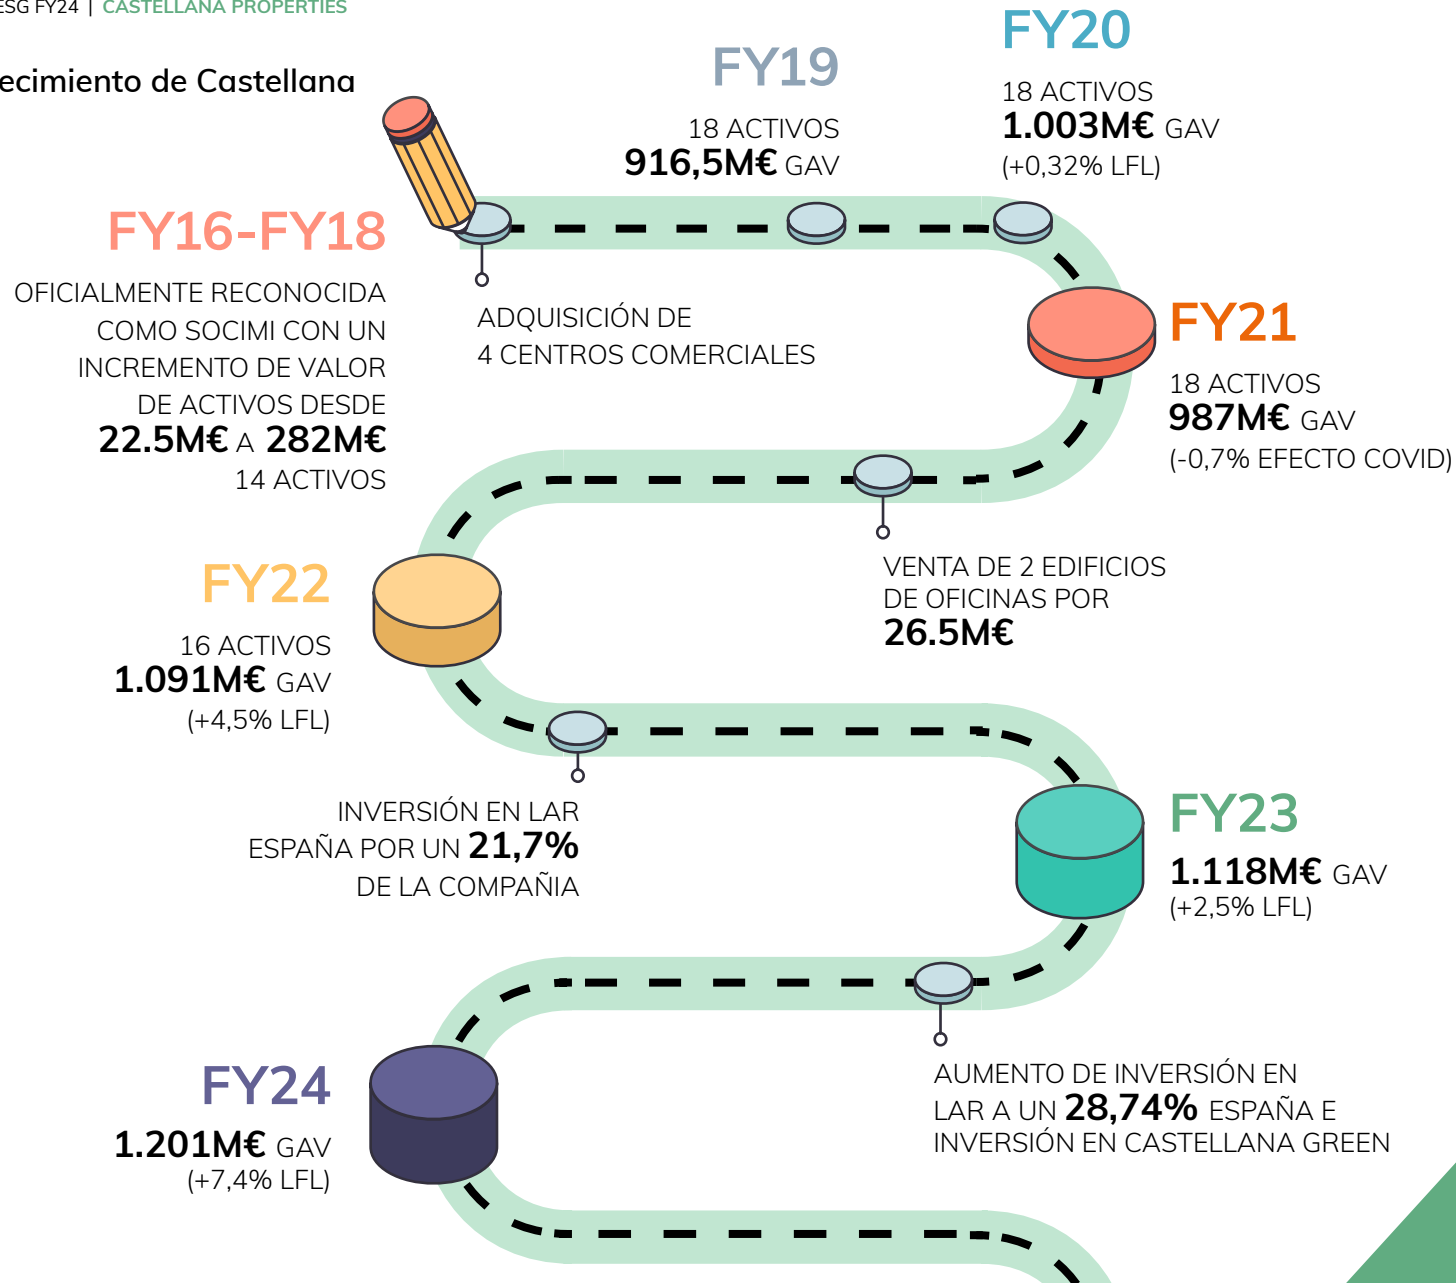 ESG FY24 | CASTELLANA PROPERTIES
ecimiento de Castellana
FY16-FY18
OFICIALMENTE RECONOCIDA
COMO SOCIMI CON UN
INCREMENTO DE VALOR
DE ACTIVOS DESDE
22.5M€ A 282M€
14 ACTIVOS
ADQUISICIÓN DE
4 CENTROS COMERCIALES
FY19
18 ACTIVOS
916,5M€ GAV
FY20
18 ACTIVOS
1.003M€ GAV
(+0,32% LFL)
FY21
18 ACTIVOS
987M€ GAV
(-0,7% EFECTO COVID)
VENTA DE 2 EDIFICIOS
DE OFICINAS POR
26.5M€
FY22
16 ACTIVOS
1.091M€ GAV
(+4,5% LFL)
INVERSIÓN EN LAR
ESPAÑA POR UN 21,7%
DE LA COMPAÑIA
FY23
1.118M€ GAV
(+2,5% LFL)
AUMENTO DE INVERSIÓN EN
LAR A UN 28,74% ESPAÑA E
INVERSIÓN EN CASTELLANA GREEN
FY24
1.201M€ GAV
(+7,4% LFL)